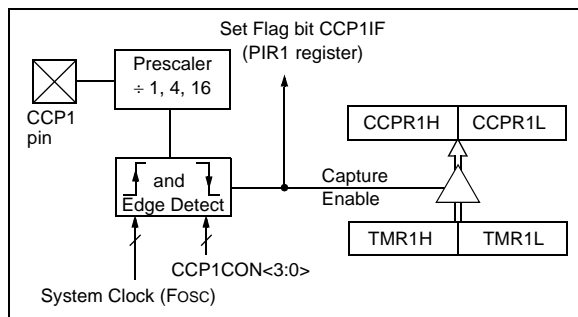 Set Flag bit CCP1IF
(PIR1 register)
Prescaler
÷ 1, 4, 16
CCP1
pin
CCPR1H
CCPR1L
and
Edge Detect
Capture
Enable
TMR1H
TMR1L
CCP1CON<3:0>
System Clock (FOSC)